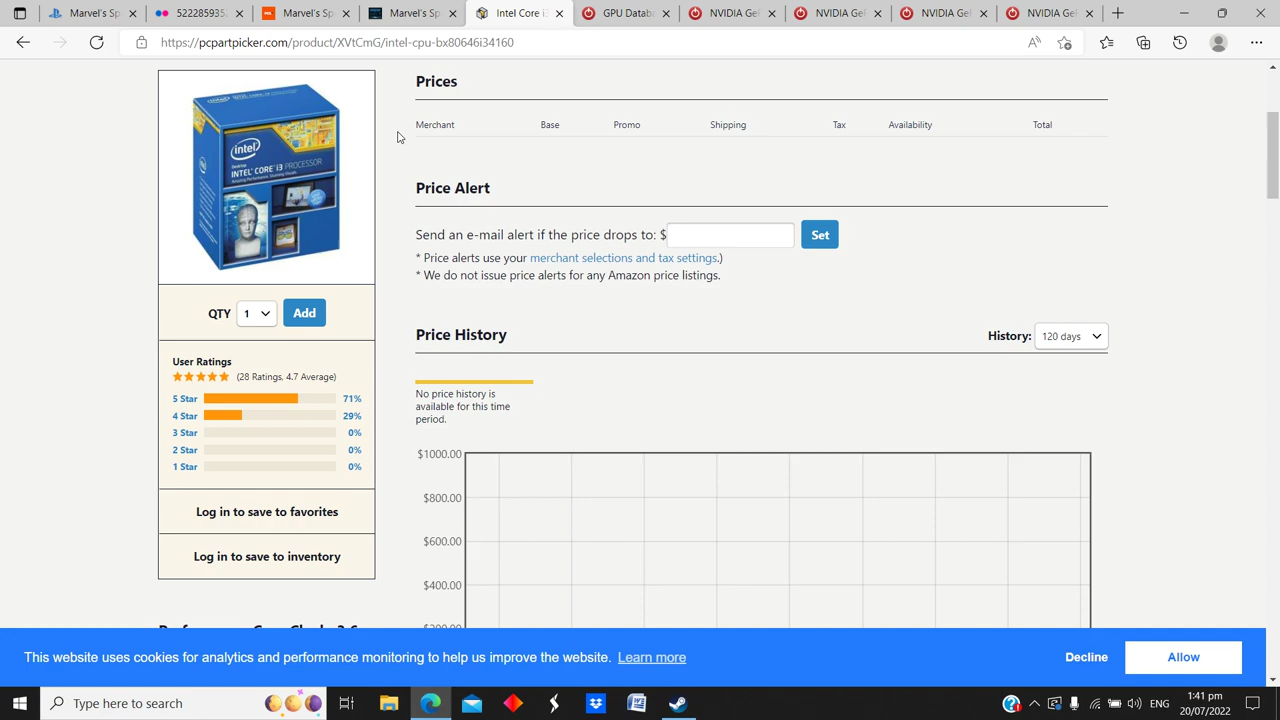 Marvel's Sp
5222859353
Marvel's Sp
Marvel's Sp
Intel Core i3
GPU Databa
NVIDIA GeF
NVIDIA GeF
NVIDIA GeF
NVIDIA GeF
https://pcpartpicker.com/product/XVtCmG/intel-cpu-bx80646i34160
Prices
Merchant Base Promo Shipping Tax Availability Total
intel
INTEL® CORE™ i3 PROCESSOR
Price Alert
Send an e-mail alert if the price drops to: $
Set
* Price alerts use your merchant selections and tax settings.)
* We do not issue price alerts for any Amazon price listings.
QTY 1 Add
Price History
History: 120 days
User Ratings
(28 Ratings, 4.7 Average)
5 Star 71%
4 Star 29%
3 Star 0%
2 Star 0%
1 Star 0%
No price history is
available for this time
period.
$1000.00
$800.00
$600.00
$400.00
Log in to save to favorites
Log in to save to inventory
This website uses cookies for analytics and performance monitoring to help us improve the website. Learn more
Decline
Allow
Type here to search
ENG
1:41 pm
20/07/2022